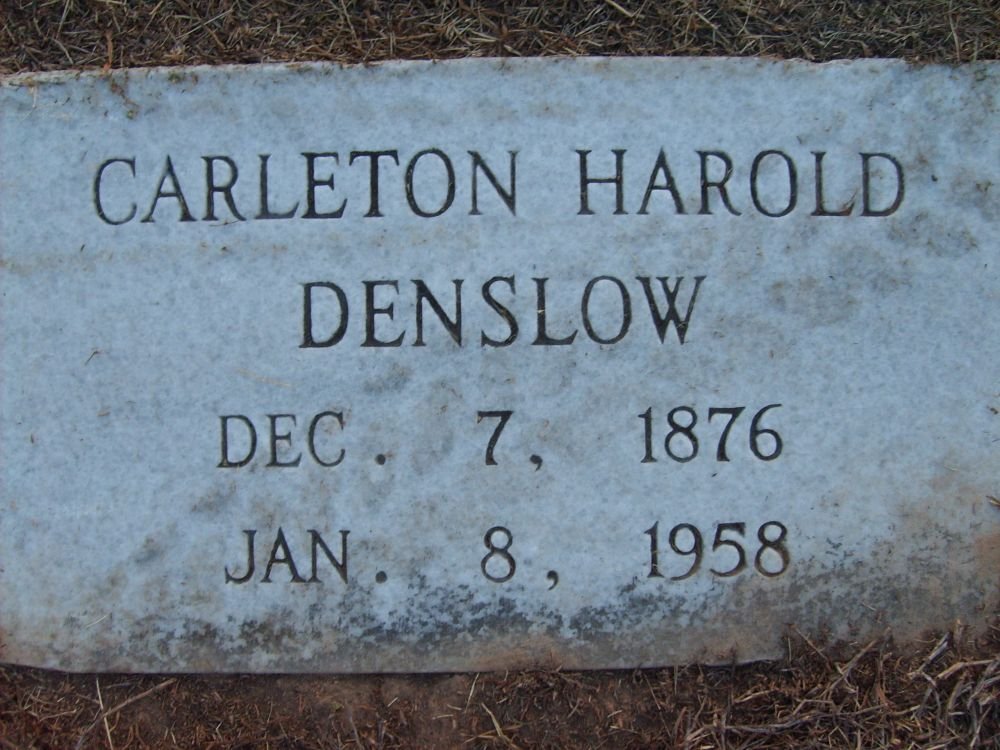 CARLETON HAROLD
DENSLOW
DEC. 7, 1876
JAN. 8, 1958